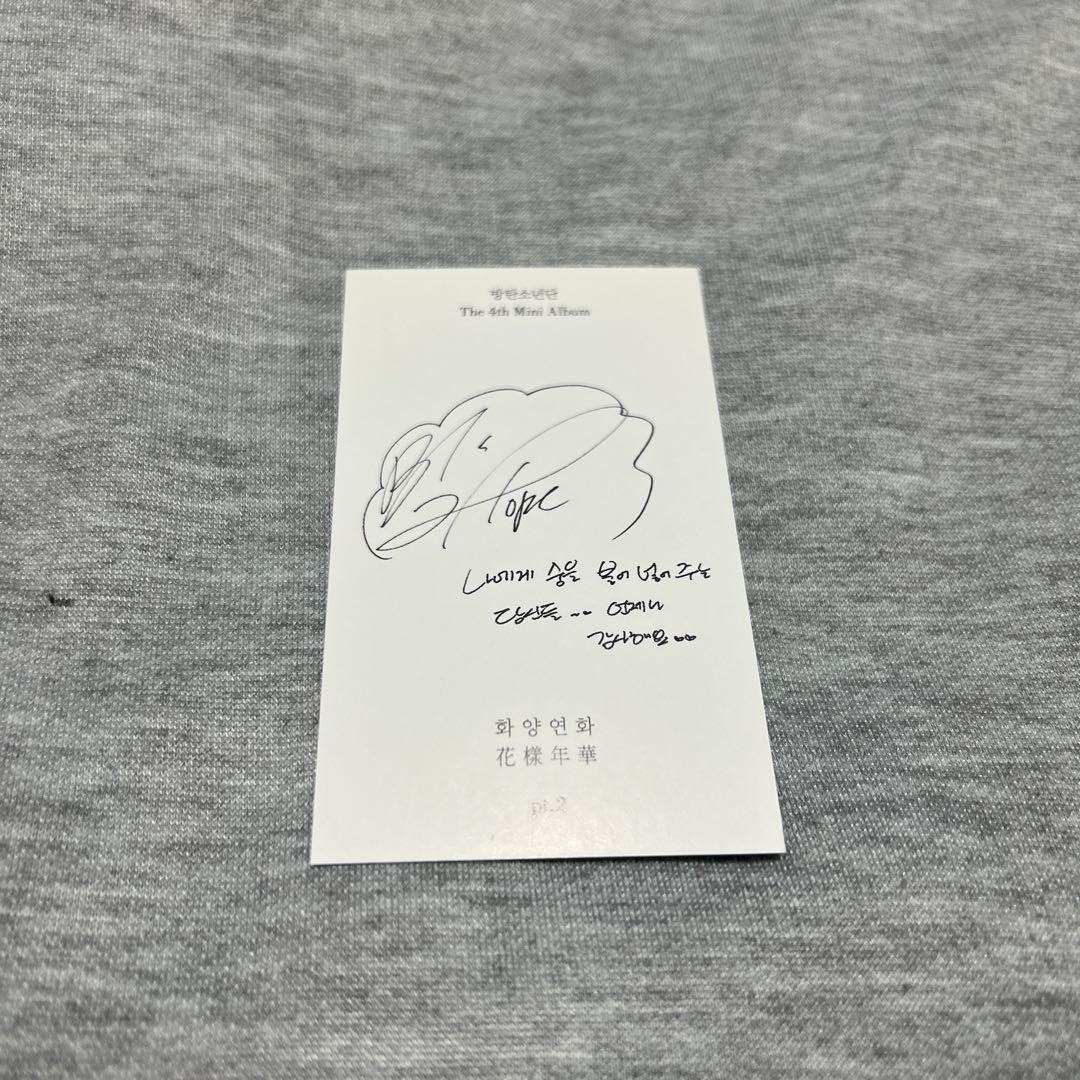 방탄소년단
The 4th Mini Album
BTS
Hope
나에게 숨을 불어 넣어 주는
당신들 .. 언제나
감사해요 ..
화양연화
花樣年華
pt.2